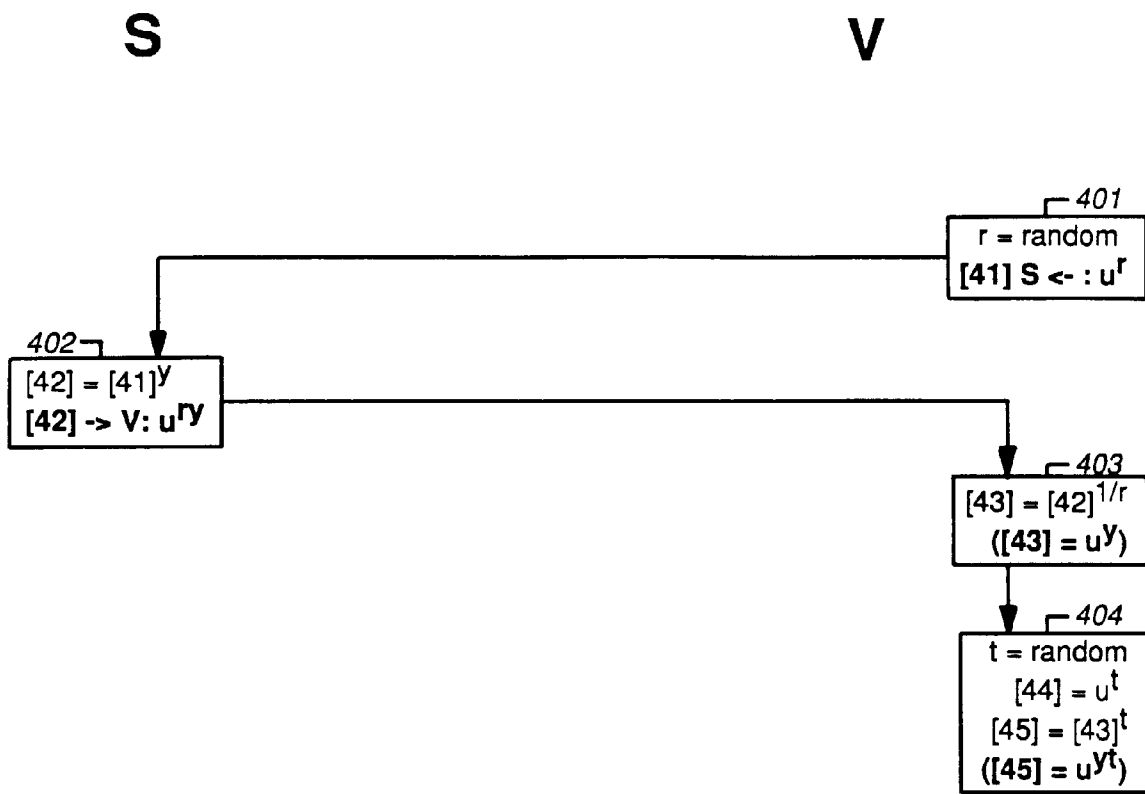 S V
401
r = random
[41] S <- : u^r
402
[42] = [41]^y
[42] -> V: u^ry
403
[43] = [42]^1/r
([43] = u^y)
404
t = random
[44] = u^t
[45] = [43]^t
([45] = u^yt)